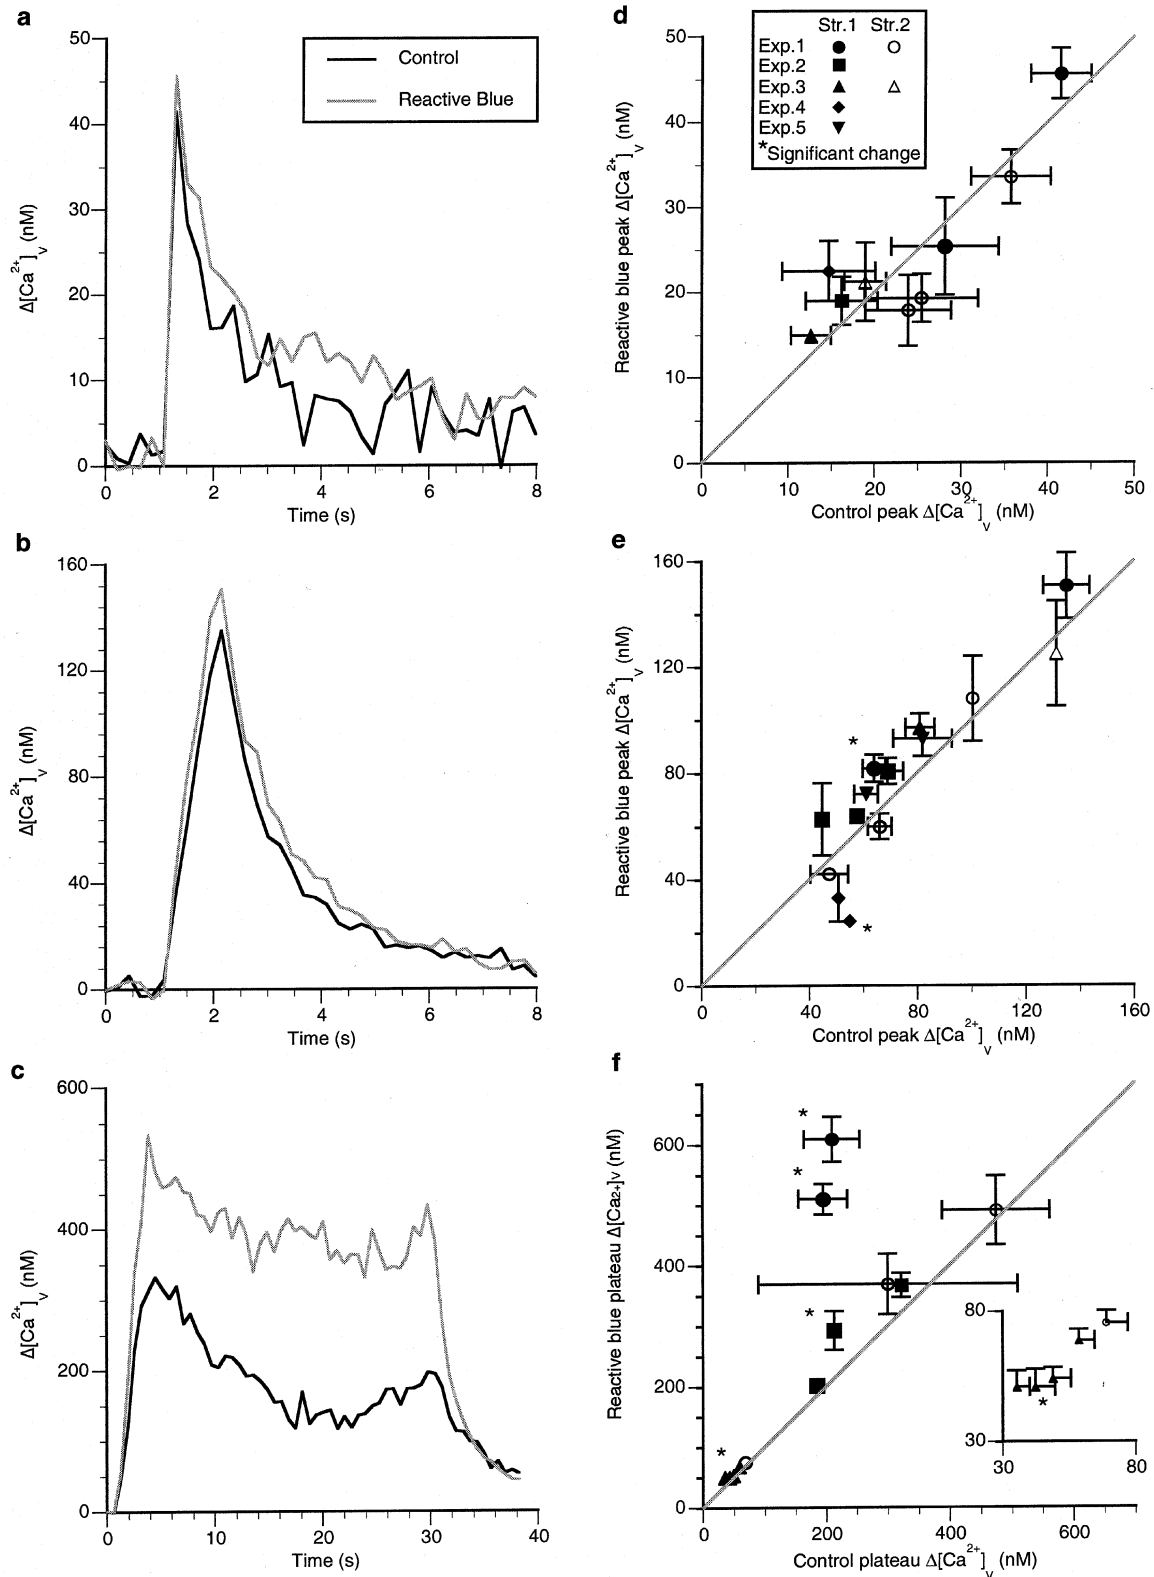 a
50
40
30
20
10
0
0 2 4 6 8
Time (s)
Δ[Ca2+]V (nM)
Control
Reactive Blue
d
50
40
30
20
10
0
0 10 20 30 40 50
Control peak Δ[Ca2+]V (nM)
Reactive blue peak Δ[Ca2+]V (nM)
Str.1 Str.2
Exp.1
Exp.2
Exp.3
Exp.4
Exp.5
*Significant change
b
160
120
80
40
0
0 2 4 6 8
Time (s)
Δ[Ca2+]V (nM)
e
160
120
80
40
0
0 40 80 120 160
Control peak Δ[Ca2+]V (nM)
Reactive blue peak Δ[Ca2+]V (nM)
*
*
c
600
400
200
0
0 10 20 30 40
Time (s)
Δ[Ca2+]V (nM)
f
600
400
200
0
0 200 400 600
Control plateau Δ[Ca2+]V (nM)
Reactive blue plateau Δ[Ca2+]V (nM)
*
*
*
*
80
30
30 80
*